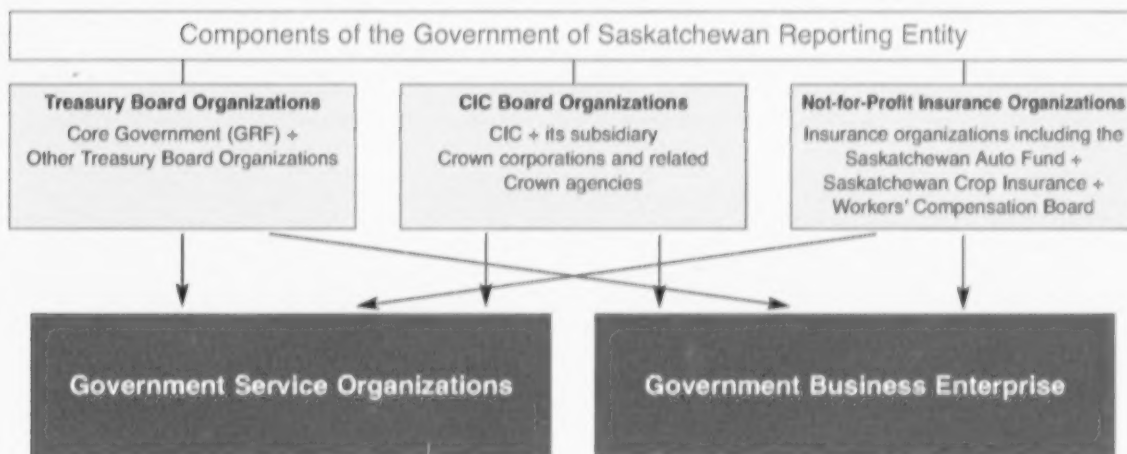 Components of the Government of Saskatchewan Reporting Entity
Treasury Board Organizations
Core Government (GRF) +
Other Treasury Board Organizations
CIC Board Organizations
CIC + its subsidiary
Crown corporations and related
Crown agencies
Not-for-Profit Insurance Organizations
Insurance organizations including the
Saskatchewan Auto Fund +
Saskatchewan Crop Insurance +
Workers' Compensation Board
Government Service Organizations
Government Business Enterprise